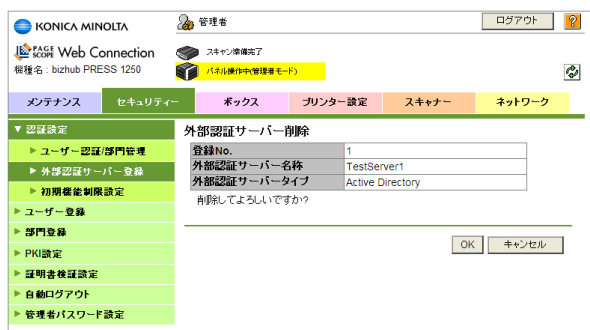 KONICA MINOLTA
管理者
ログアウト
?
PAGE SCOPE Web Connection
スキャン準備完了
機種名 : bizhub PRESS 1250
パネル操作中(管理者モード)
メンテナンス
セキュリティー
ボックス
プリンター設定
スキャナー
ネットワーク
▼ 認証設定
▶ ユーザー認証/部門管理
▶ 外部認証サーバー登録
▶ 初期機能制限設定
▶ ユーザー登録
▶ 部門登録
▶ PKI設定
▶ 証明書検証設定
▶ 自動ログアウト
▶ 管理者パスワード設定
外部認証サーバー削除
登録No. 1
外部認証サーバー名称 TestServer1
外部認証サーバータイプ Active Directory
削除してよろしいですか?
OK キャンセル